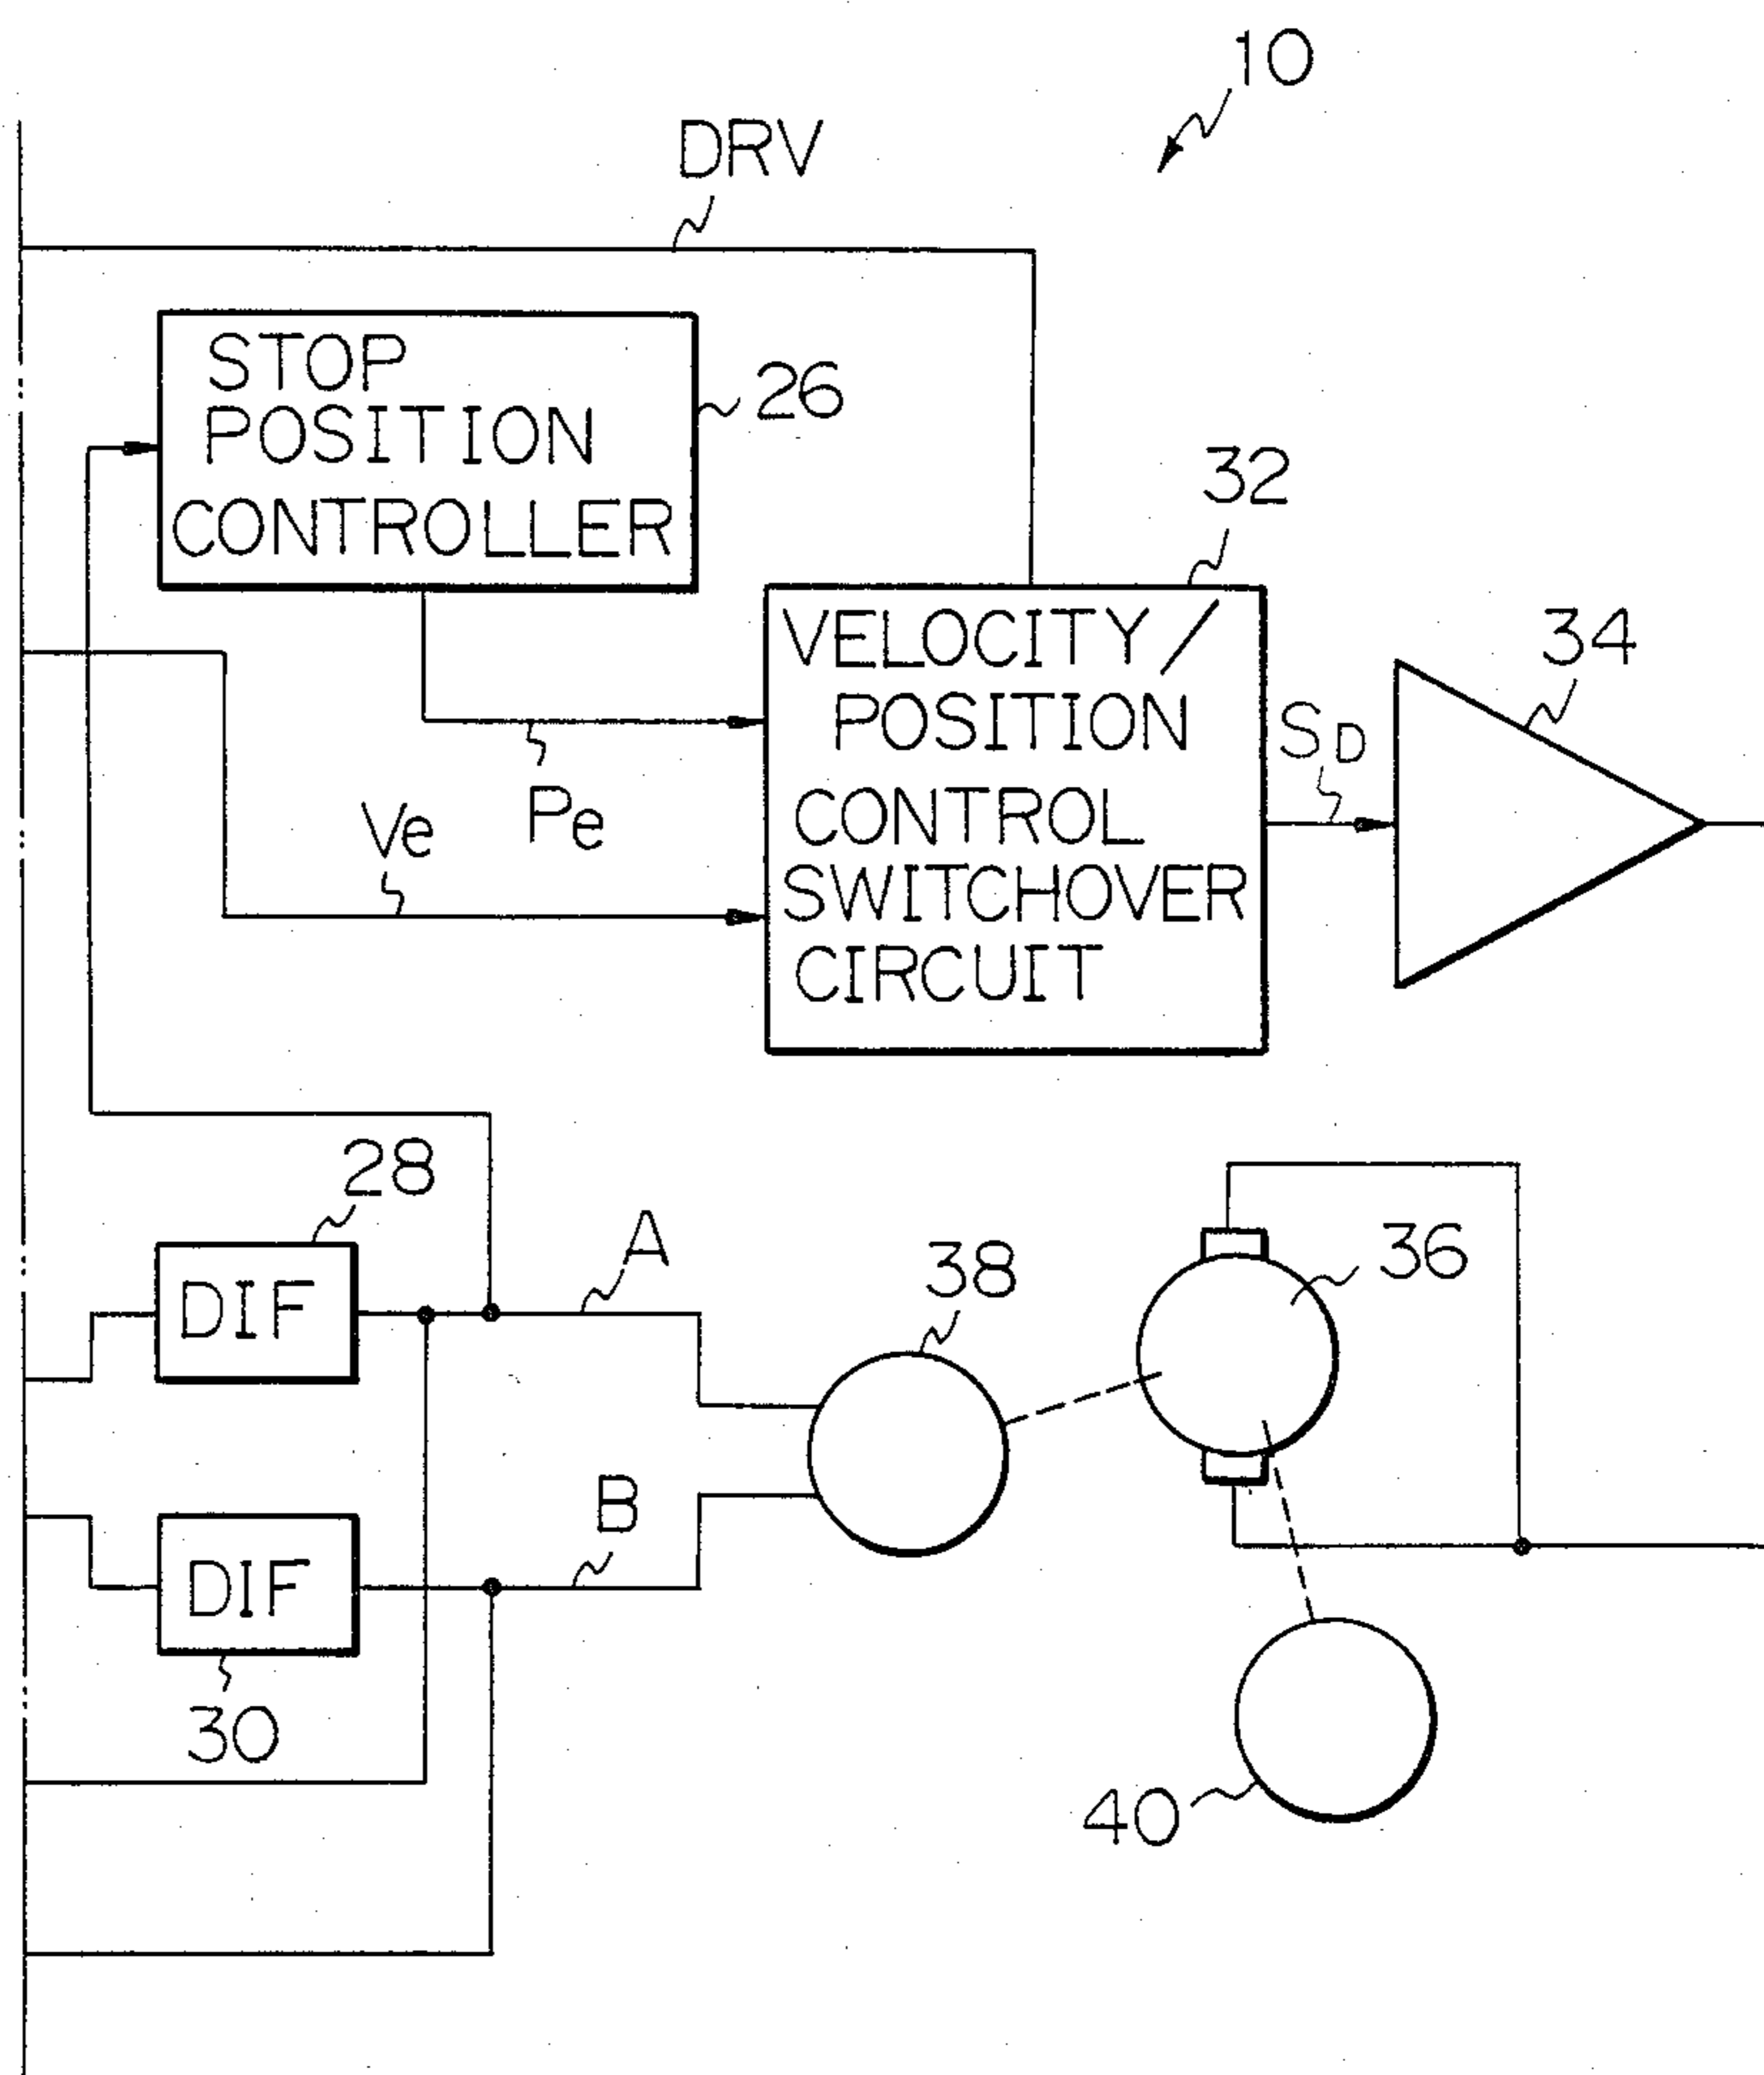 10
DRV
STOP
POSITION
CONTROLLER
26
32
VELOCITY/
POSITION
CONTROL
SWITCHOVER
CIRCUIT
34
SD
Pe
Ve
28
DIF
A
38
36
B
DIF
30
40